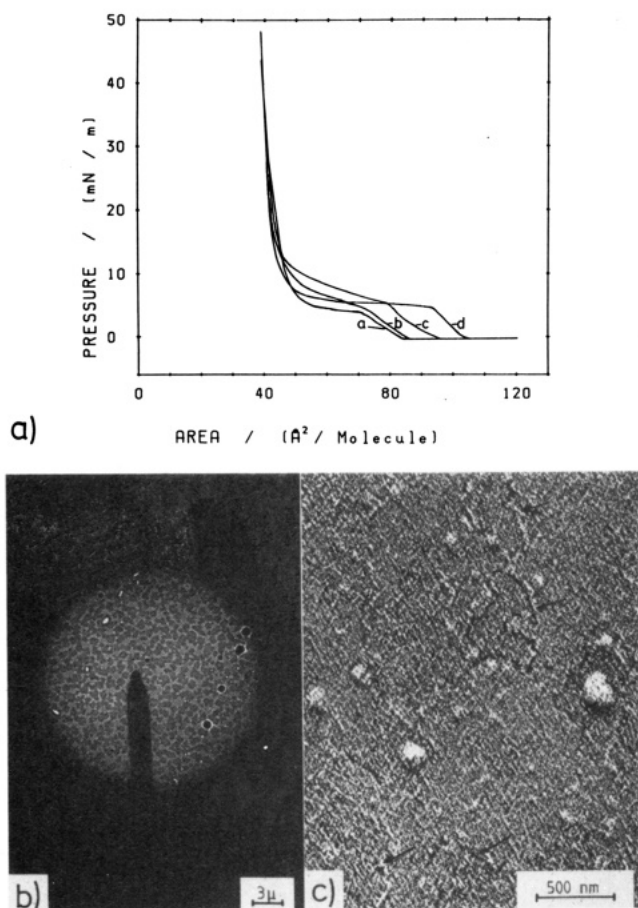 50
40
30
20
10
0
PRESSURE / (mN / m)
a b c d
0 40 80 120
a)
AREA / (Å² / Molecule)
b)
3µ
c)
500 nm